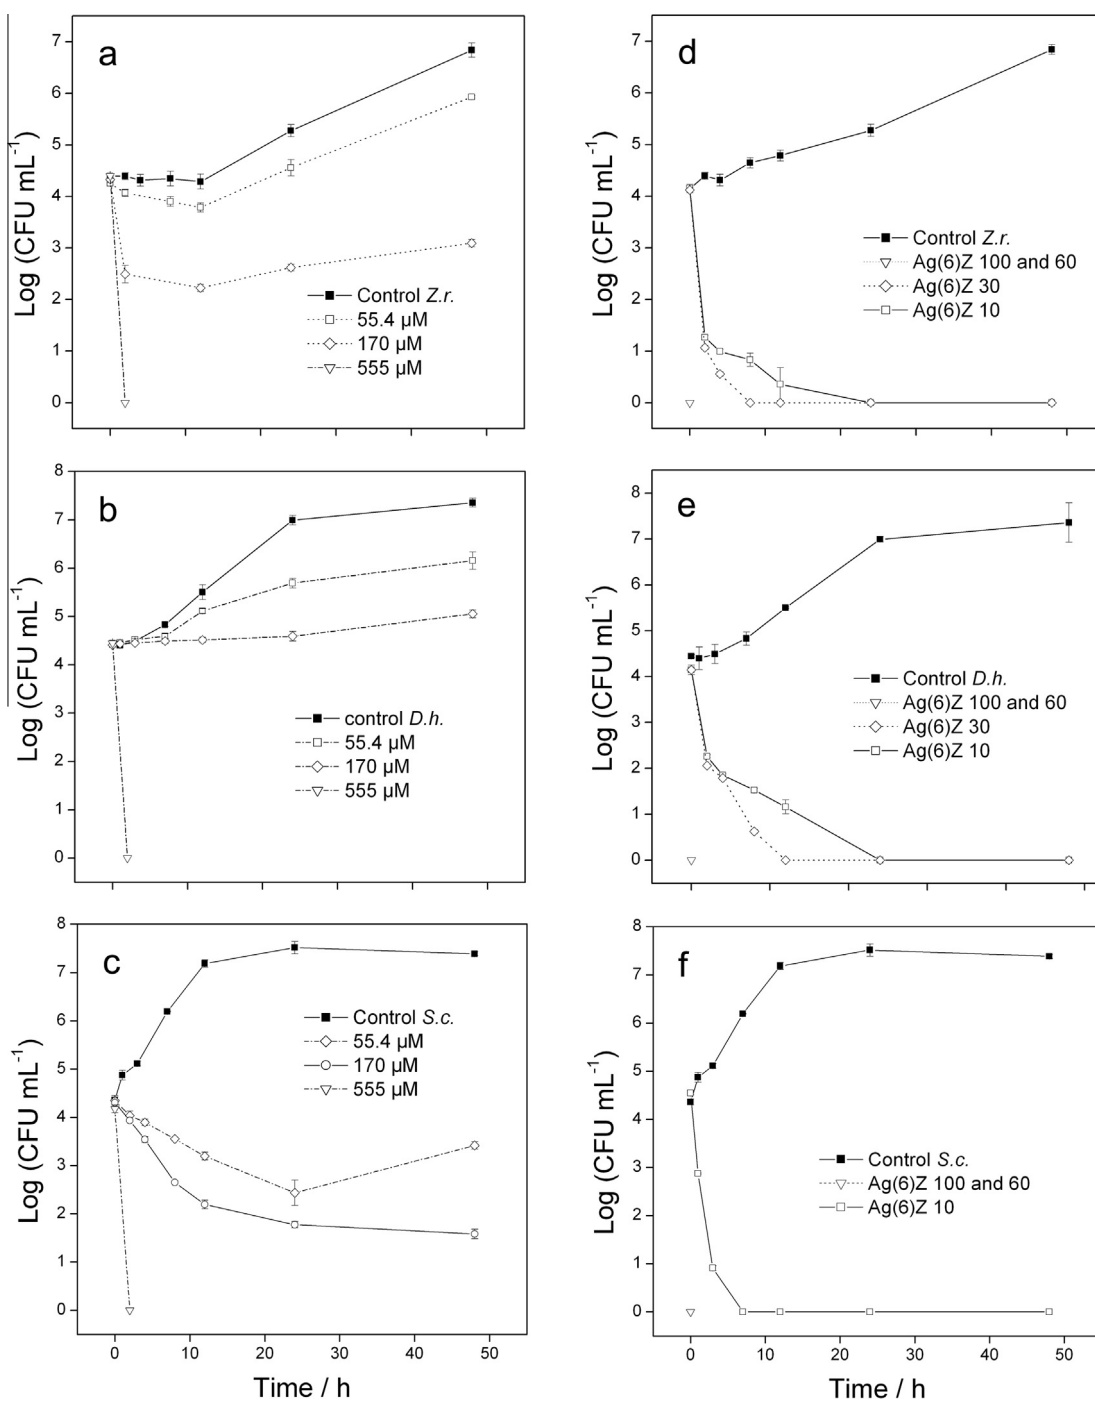 a
7
6
5
4
3
2
1
0
Log (CFU mL⁻¹)
Control Z.r.
55.4 µM
170 µM
555 µM
d
7
6
5
4
3
2
1
0
Log (CFU mL⁻¹)
Control Z.r.
Ag(6)Z 100 and 60
Ag(6)Z 30
Ag(6)Z 10
b
8
7
6
5
4
3
2
1
0
Log (CFU mL⁻¹)
control D.h.
55.4 µM
170 µM
555 µM
e
8
7
6
5
4
3
2
1
0
Log (CFU mL⁻¹)
Control D.h.
Ag(6)Z 100 and 60
Ag(6)Z 30
Ag(6)Z 10
c
8
7
6
5
4
3
2
1
0
Log (CFU mL⁻¹)
Control S.c.
55.4 µM
170 µM
555 µM
0 10 20 30 40 50
Time / h
f
8
7
6
5
4
3
2
1
0
Log (CFU mL⁻¹)
Control S.c.
Ag(6)Z 100 and 60
Ag(6)Z 10
0 10 20 30 40 50
Time / h